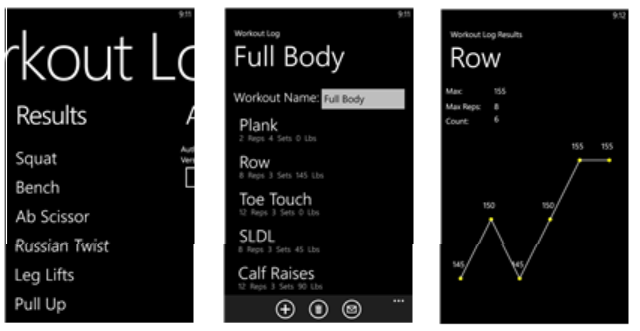 9:11
rkout Lo
Results
A
Squat
Bench
Ab Scissor
Russian Twist
Leg Lifts
Pull Up
9:11
Workout Log
Full Body
Workout Name: Full Body
Plank
2 Reps 4 Sets 0 Lbs
Row
8 Reps 3 Sets 145 Lbs
Toe Touch
12 Reps 3 Sets 0 Lbs
SLDL
8 Reps 3 Sets 45 Lbs
Calf Raises
12 Reps 3 Sets 90 Lbs
9:12
Workout Log Results
Row
Max: 155
Max Reps: 8
Count: 6
155 155
150 150
145 145